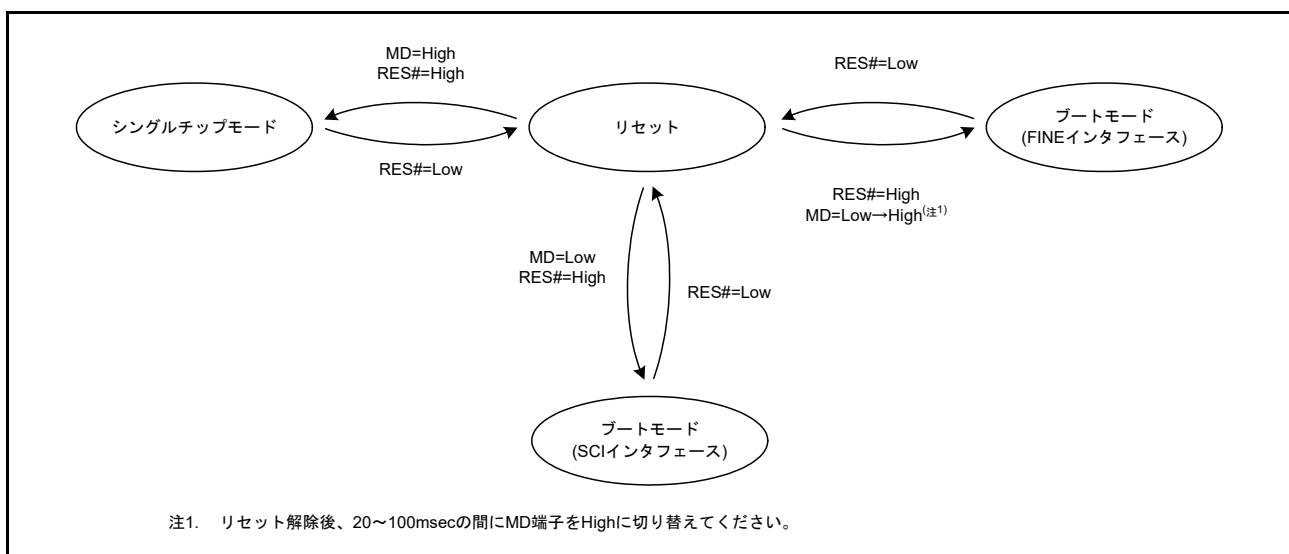 MD=High
RES#=High
RES#=Low
シングルチップモード
リセット
ブートモード
(FINEインタフェース)
RES#=Low
RES#=High
MD=Low→High(注1)
MD=Low
RES#=High
RES#=Low
ブートモード
(SCIインタフェース)
注1. リセット解除後、20～100msecの間にMD端子をHighに切り替えてください。